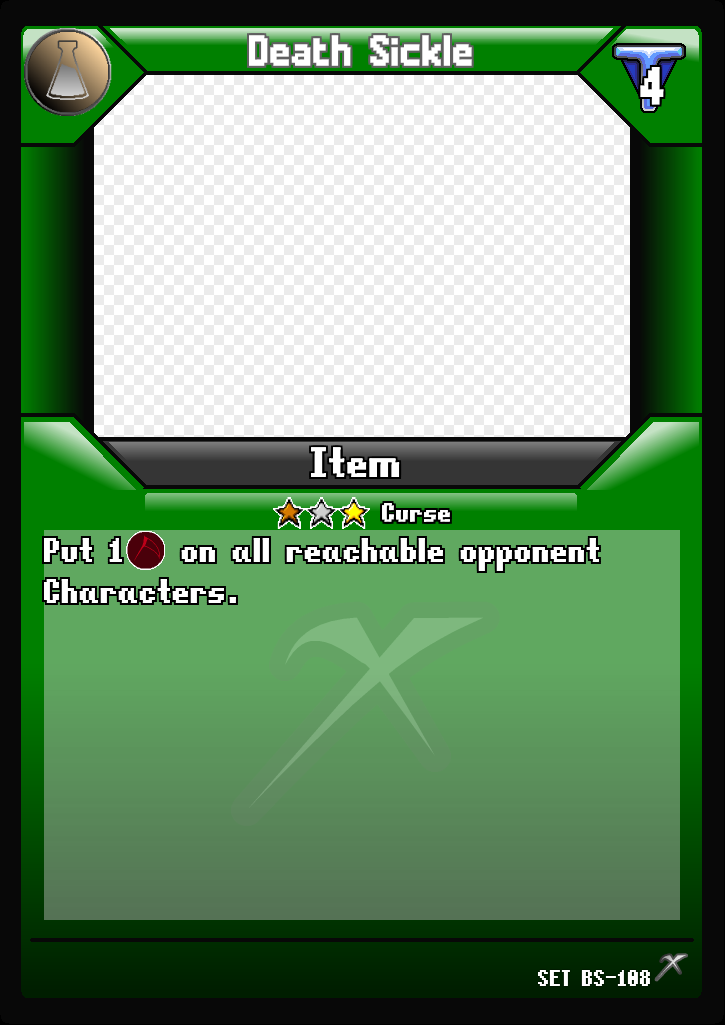 Death Sickle
4
Item
Curse
Put 1 on all reachable opponent
Characters.
SET BS-108